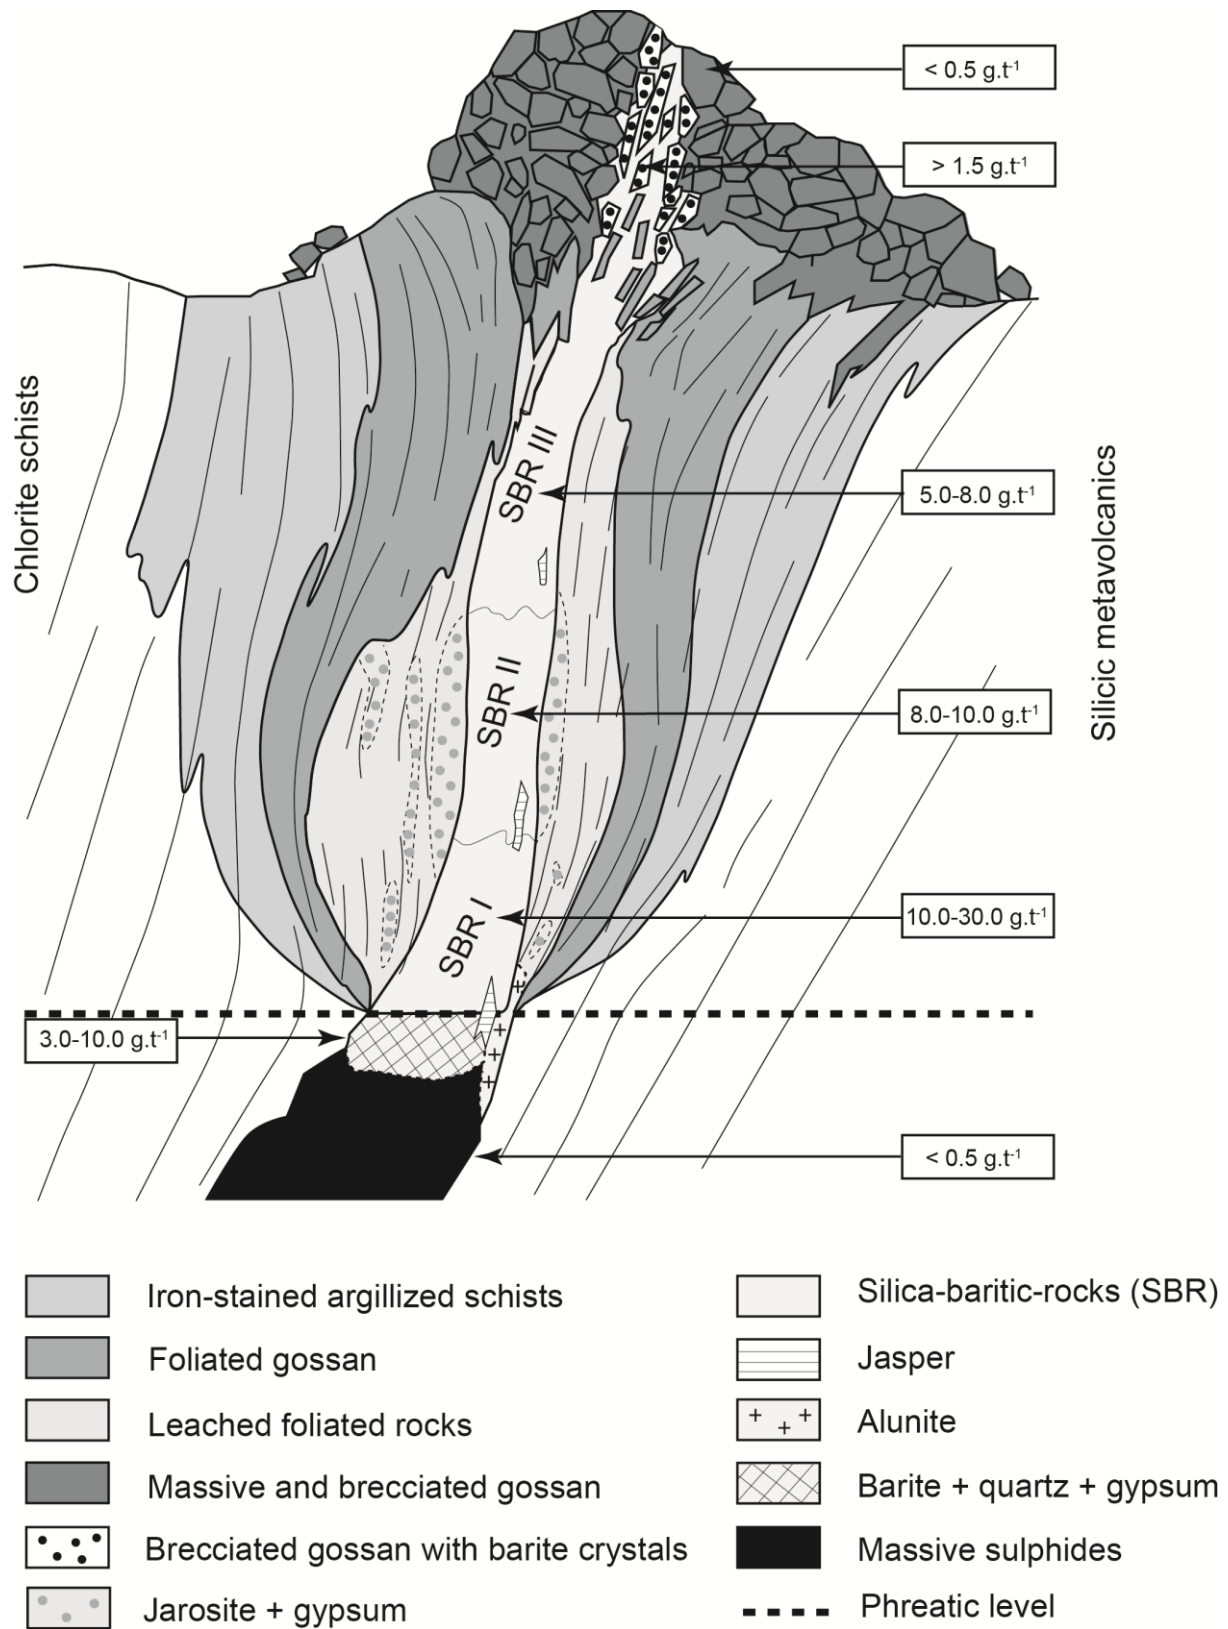 < 0.5 g.t-1
> 1.5 g.t-1
Chlorite schists
SBR III
5.0-8.0 g.t-1
Silicic metavolcanics
SBR II
8.0-10.0 g.t-1
SBR I
10.0-30.0 g.t-1
3.0-10.0 g.t-1
< 0.5 g.t-1
Iron-stained argillized schists
Foliated gossan
Leached foliated rocks
Massive and brecciated gossan
Brecciated gossan with barite crystals
Jarosite + gypsum
Silica-baritic-rocks (SBR)
Jasper
Alunite
Barite + quartz + gypsum
Massive sulphides
Phreatic level